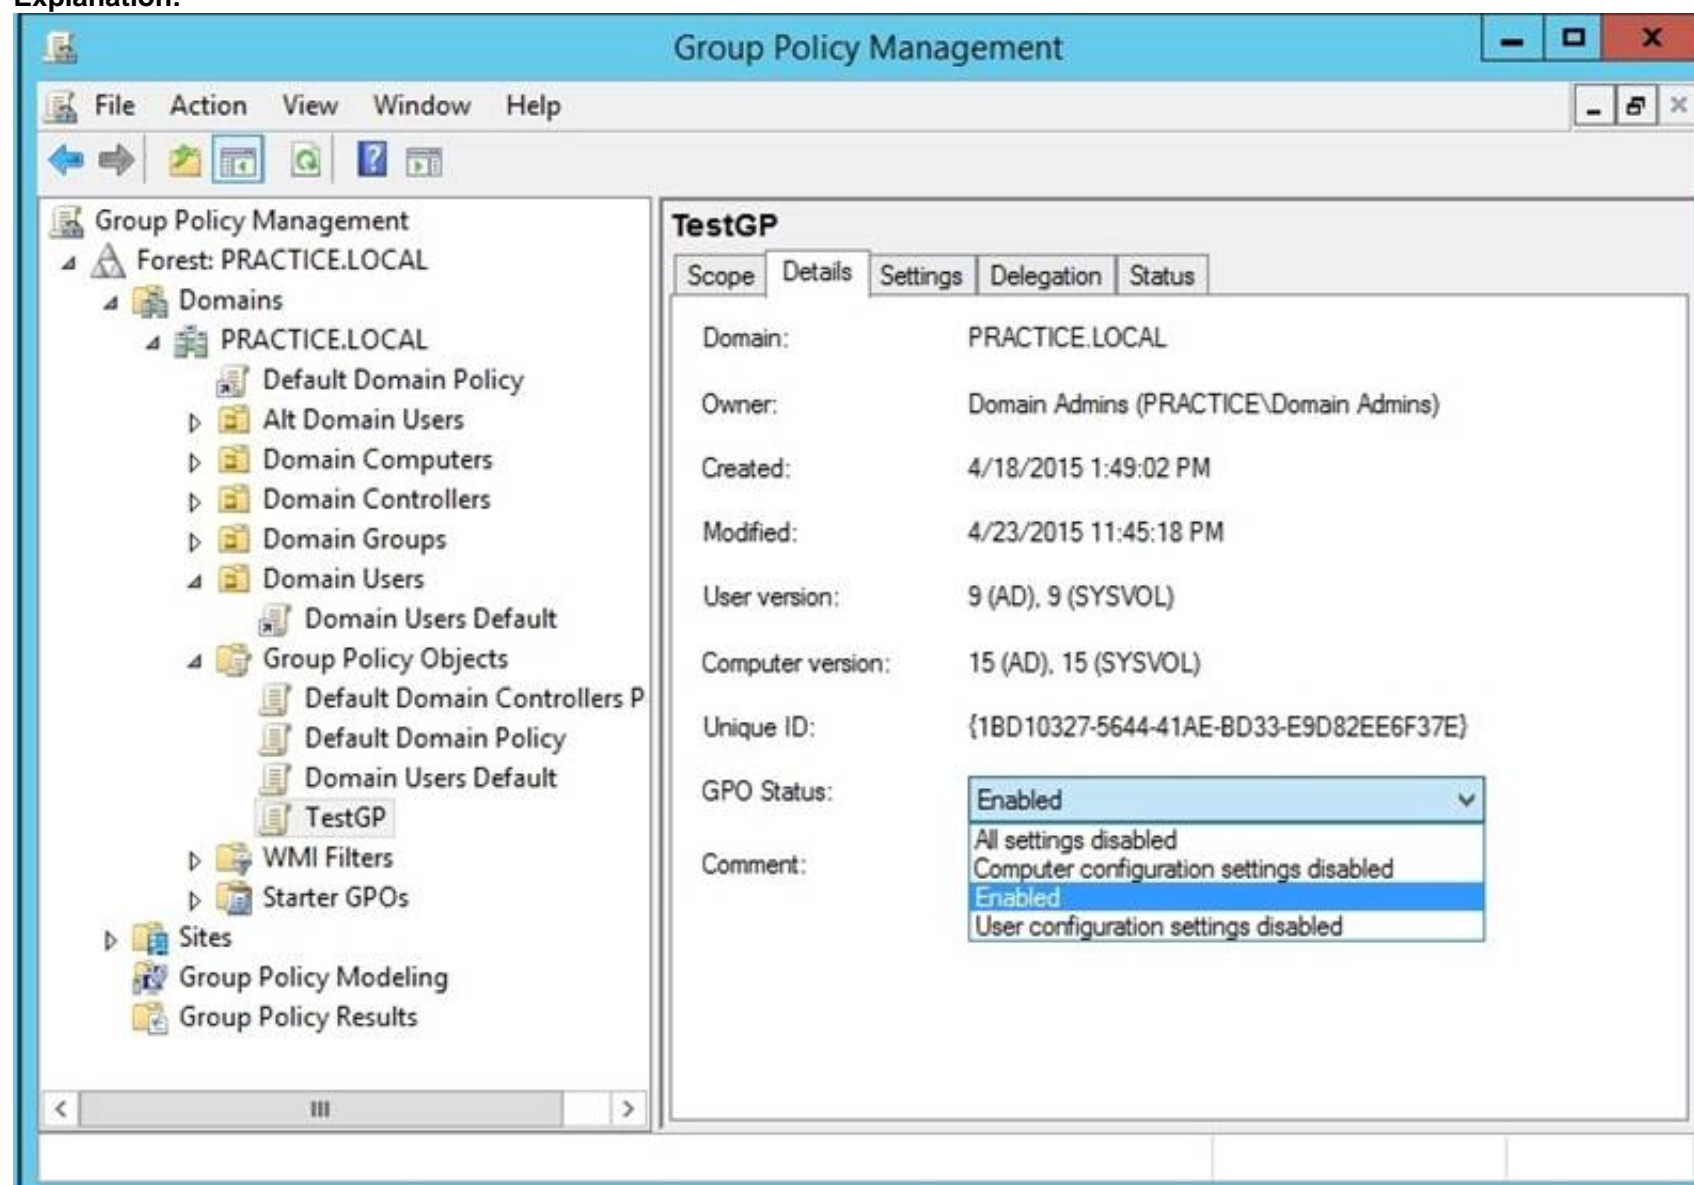 Explanation:
Group Policy Management
File Action View Window Help
Group Policy Management
Forest: PRACTICE.LOCAL
Domains
PRACTICE.LOCAL
Default Domain Policy
Alt Domain Users
Domain Computers
Domain Controllers
Domain Groups
Domain Users
Domain Users Default
Group Policy Objects
Default Domain Controllers P
Default Domain Policy
Domain Users Default
TestGP
WMI Filters
Starter GPOs
Sites
Group Policy Modeling
Group Policy Results
TestGP
Scope Details Settings Delegation Status
Domain: PRACTICE.LOCAL
Owner: Domain Admins (PRACTICE\Domain Admins)
Created: 4/18/2015 1:49:02 PM
Modified: 4/23/2015 11:45:18 PM
User version: 9 (AD), 9 (SYSVOL)
Computer version: 15 (AD), 15 (SYSVOL)
Unique ID: {1BD10327-5644-41AE-BD33-E9D82EE6F37E}
GPO Status: Enabled
All settings disabled
Comment: Computer configuration settings disabled
Enabled
User configuration settings disabled